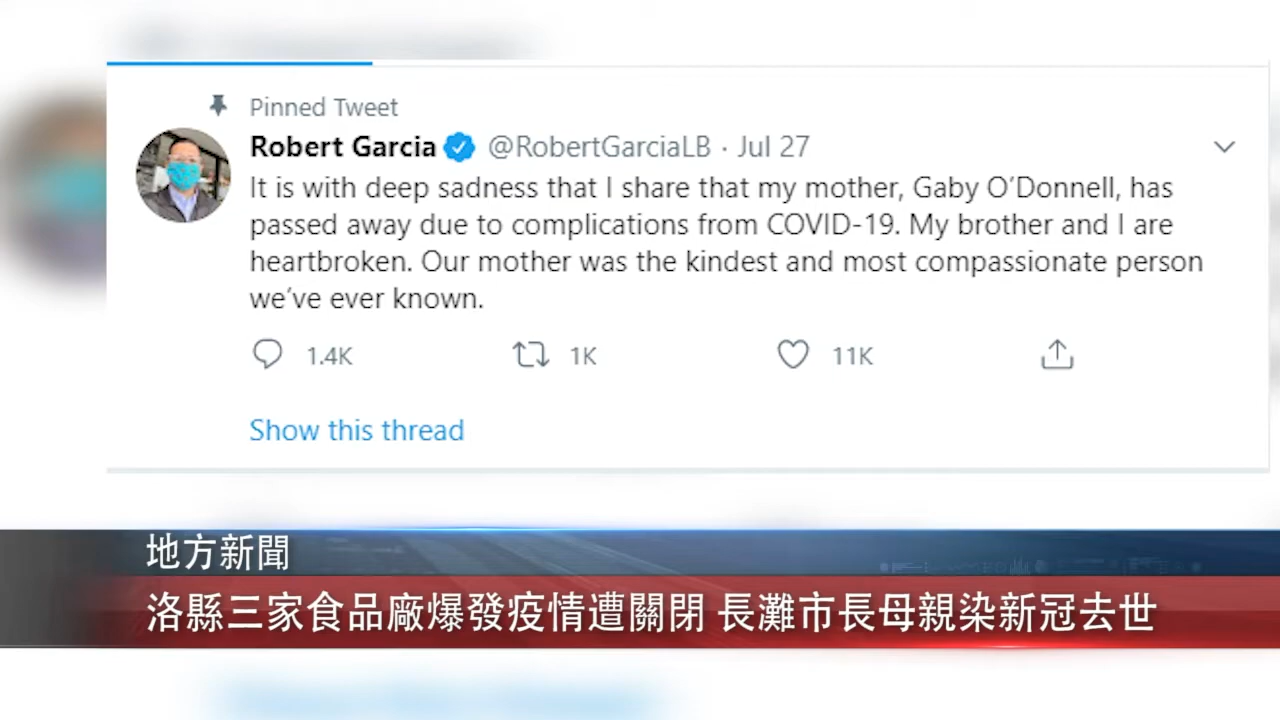 Pinned Tweet
Robert Garcia @RobertGarciaLB · Jul 27
It is with deep sadness that I share that my mother, Gaby O’Donnell, has
passed away due to complications from COVID-19. My brother and I are
heartbroken. Our mother was the kindest and most compassionate person
we’ve ever known.
1.4K 1K 11K
Show this thread
地方新聞
洛縣三家食品廠爆發疫情遭關閉 長灘市長母親染新冠去世